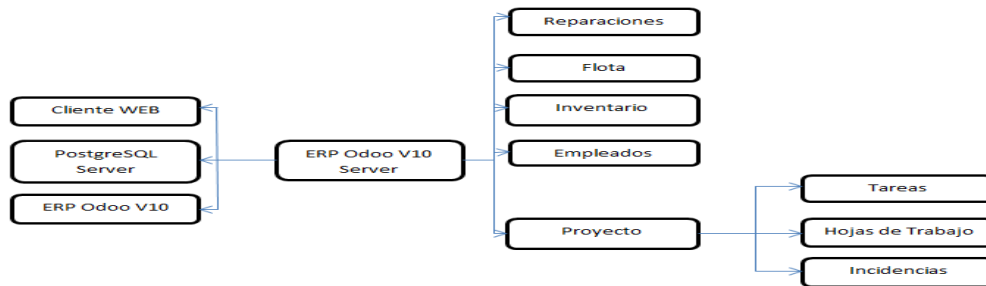 Cliente WEB
PostgreSQL
Server
ERP Odoo V10
ERP Odoo V10
Server
Reparaciones
Flota
Inventario
Empleados
Proyecto
Tareas
Hojas de Trabajo
Incidencias